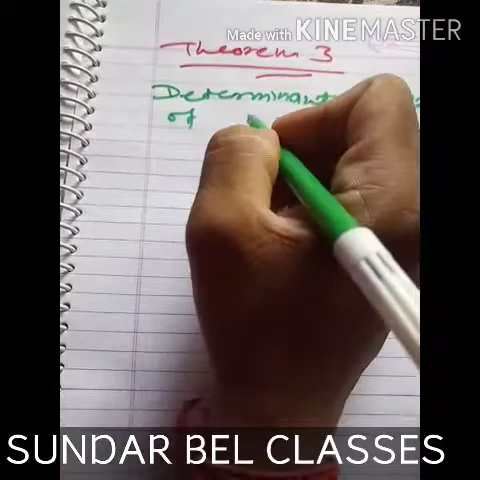 Made with KINEMASTER
Theorem 3
Determinant
of
SUNDAR BEL CLASSES